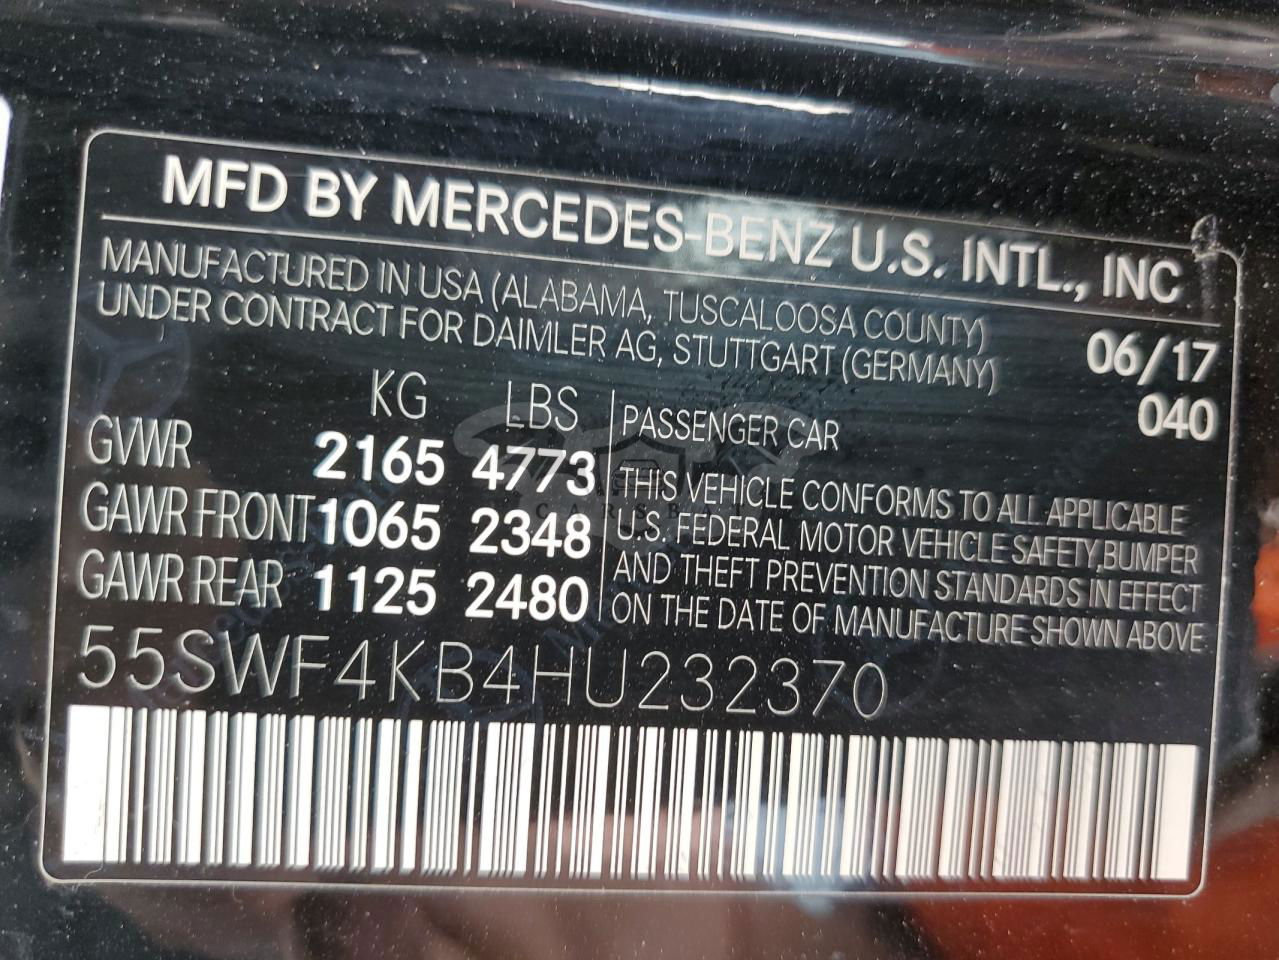 MFD BY MERCEDES-BENZ U.S. INTL., INC
MANUFACTURED IN USA (ALABAMA, TUSCALOOSA COUNTY)
UNDER CONTRACT FOR DAIMLER AG, STUTTGART (GERMANY)
06/17
040
KG LBS
GVWR 2165 4773
GAWR FRONT 1065 2348
GAWR REAR 1125 2480
PASSENGER CAR
THIS VEHICLE CONFORMS TO ALL APPLICABLE
U.S. FEDERAL MOTOR VEHICLE SAFETY,BUMPER
AND THEFT PREVENTION STANDARDS IN EFFECT
ON THE DATE OF MANUFACTURE SHOWN ABOVE.
55SWF4KB4HU232370